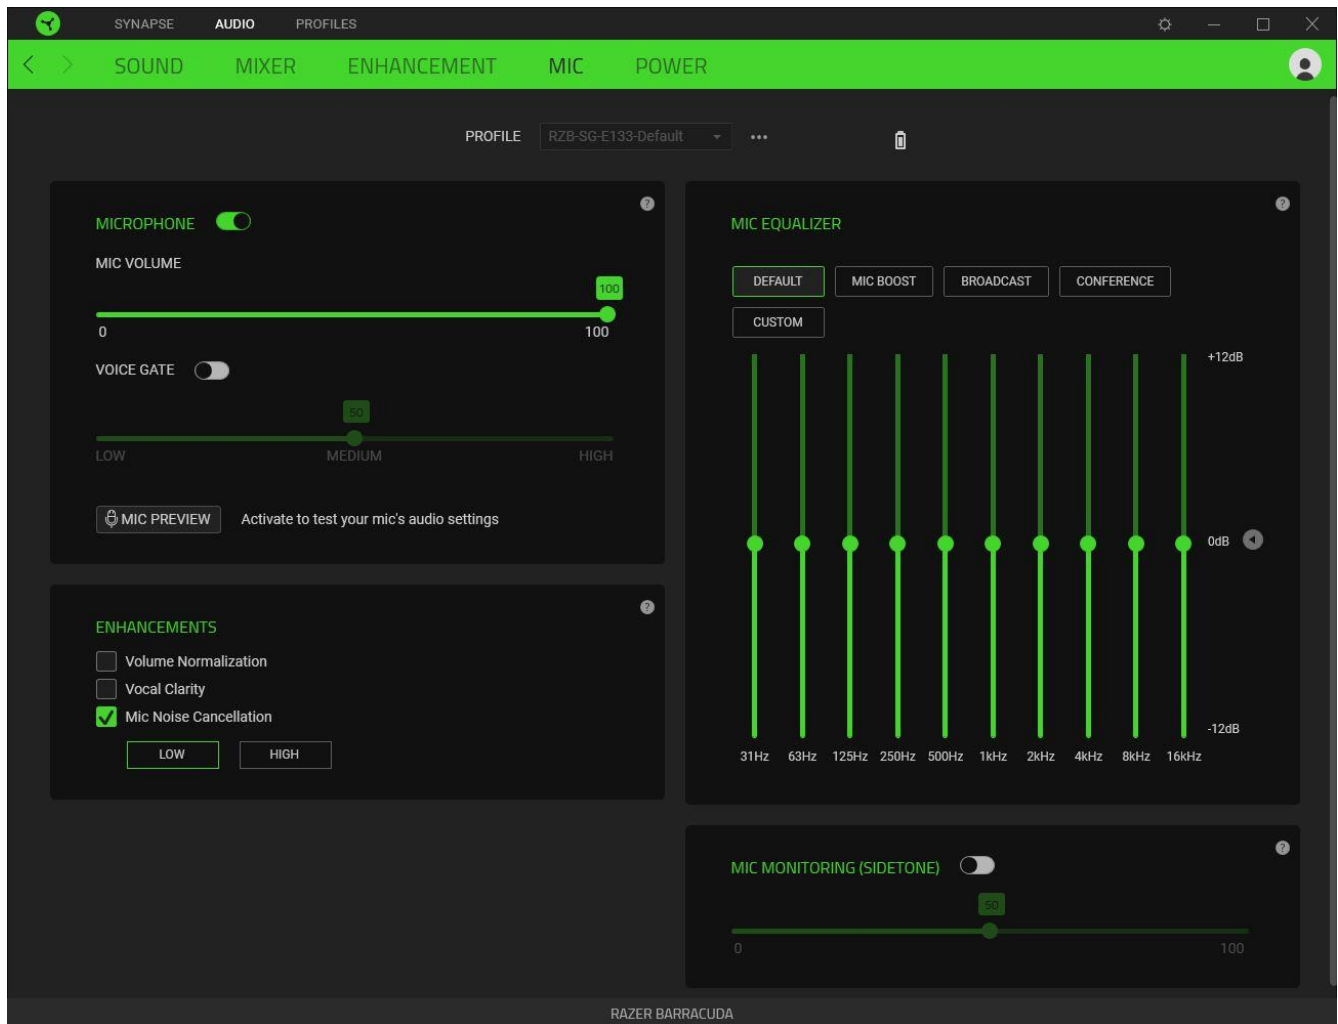 SYNAPSE AUDIO PROFILES
SOUND MIXER ENHANCEMENT MIC POWER
PROFILE RZB-SG-E133-Default
MICROPHONE
MIC VOLUME
100
0 100
VOICE GATE
50
LOW MEDIUM HIGH
MIC PREVIEW Activate to test your mic's audio settings
ENHANCEMENTS
Volume Normalization
Vocal Clarity
Mic Noise Cancellation
LOW HIGH
MIC EQUALIZER
DEFAULT MIC BOOST BROADCAST CONFERENCE
CUSTOM
+12dB
0dB
-12dB
31Hz 63Hz 125Hz 250Hz 500Hz 1kHz 2kHz 4kHz 8kHz 16kHz
MIC MONITORING (SIDETONE)
50
0 100
RAZER BARRACUDA